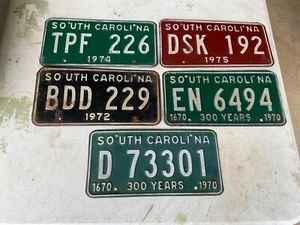 SOUTH CAROLINA
TPF 226
1974
SOUTH CAROLINA
DSK 192
1975
SOUTH CAROLINA
BDD 229
1972
SOUTH CAROLINA
EN 6494
1670 300 YEARS 1970
SOUTH CAROLINA
D 73301
1670 300 YEARS 1970